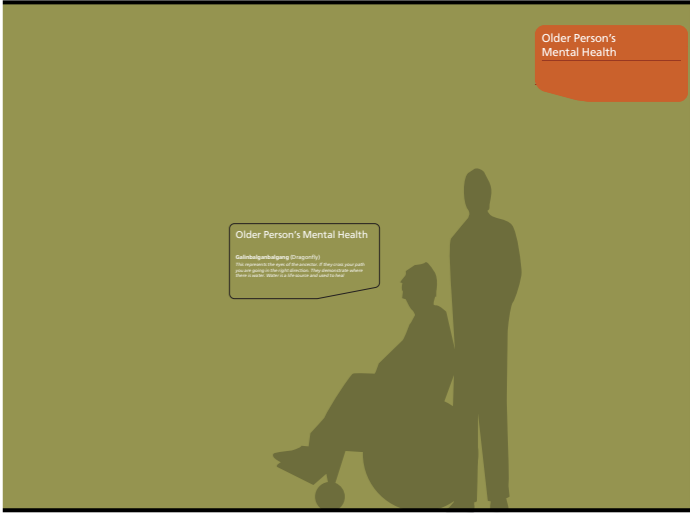 Older Person's
Mental Health
Older Person's Mental Health
Galinbalganbalgang (Dragonfly)
This represents the eyes of the ancestor. If they cross your path
you are going in the right direction. They demonstrate where
there is water. Water is a life source and used to heal